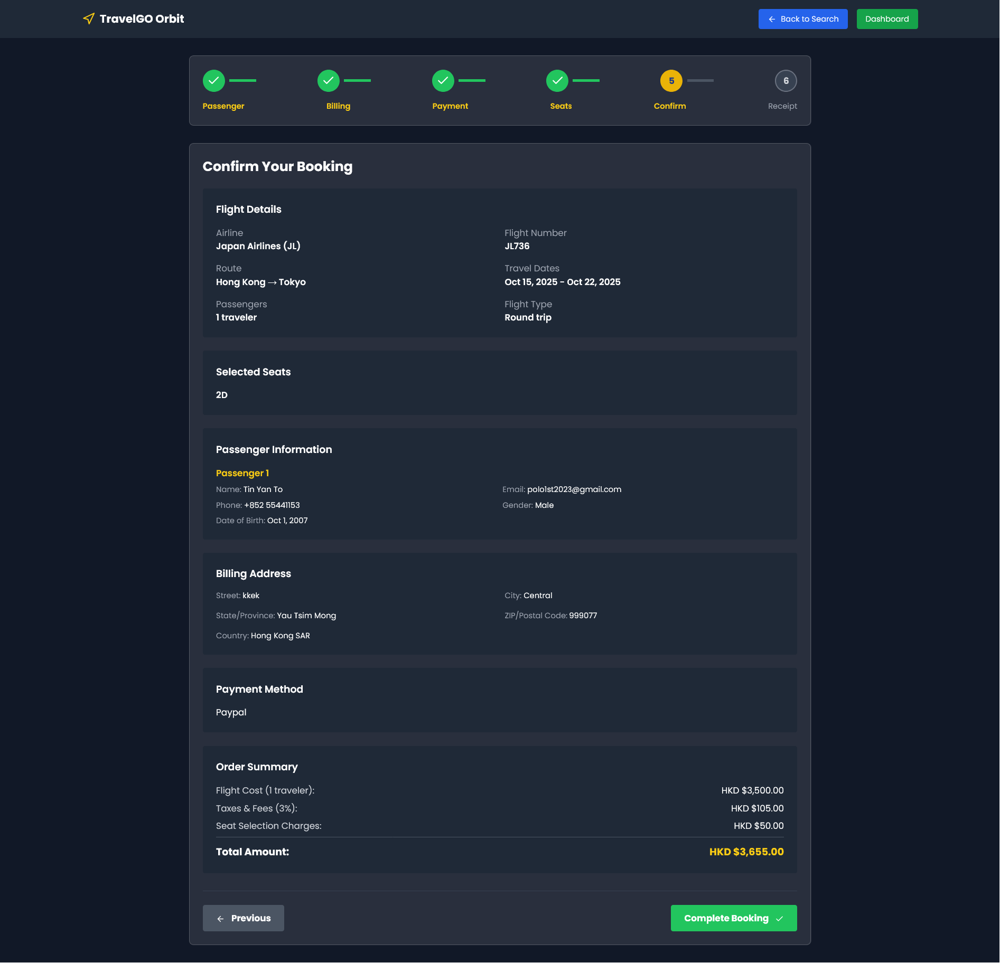 TravelGO Orbit
← Back to Search
Dashboard
5
6
Passenger
Billing
Payment
Seats
Confirm
Receipt
Confirm Your Booking
Flight Details
Airline
Japan Airlines (JL)
Flight Number
JL736
Route
Hong Kong → Tokyo
Travel Dates
Oct 15, 2025 - Oct 22, 2025
Passengers
1 traveler
Flight Type
Round trip
Selected Seats
2D
Passenger Information
Passenger 1
Name: Tin Yan To
Email: polo1st2023@gmail.com
Phone: +852 55441153
Gender: Male
Date of Birth: Oct 1, 2007
Billing Address
Street: kkek
City: Central
State/Province: Yau Tsim Mong
ZIP/Postal Code: 999077
Country: Hong Kong SAR
Payment Method
Paypal
Order Summary
Flight Cost (1 traveler): HKD $3,500.00
Taxes & Fees (3%): HKD $105.00
Seat Selection Charges: HKD $50.00
Total Amount: HKD $3,655.00
← Previous
Complete Booking ✓